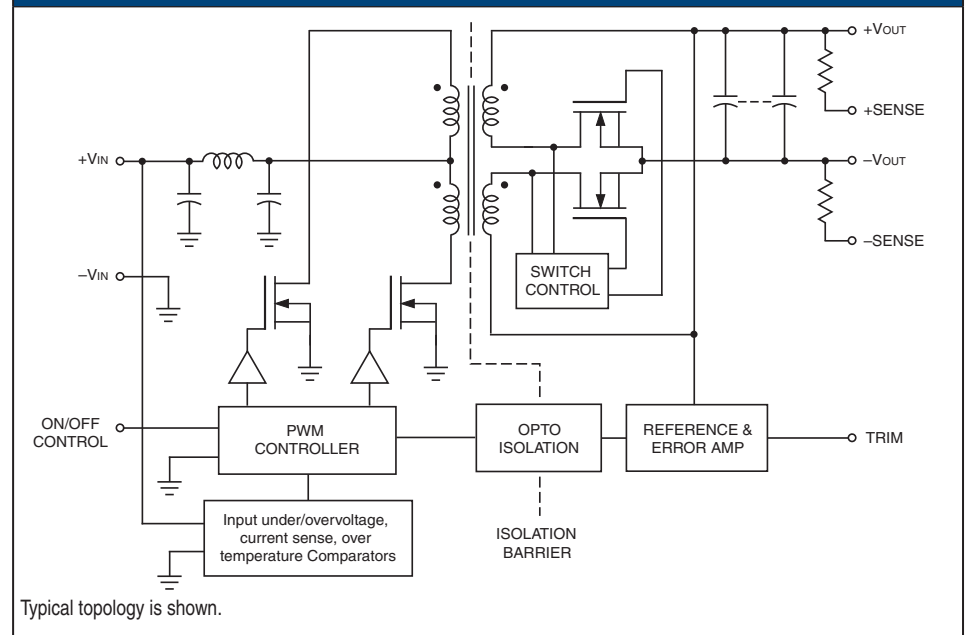 +VOUT
+SENSE
+VIN
–VOUT
–SENSE
–VIN
SWITCH
CONTROL
ON/OFF
CONTROL
PWM
CONTROLLER
OPTO
ISOLATION
REFERENCE &
ERROR AMP
TRIM
Input under/overvoltage,
current sense, over
temperature Comparators
ISOLATION
BARRIER
Typical topology is shown.